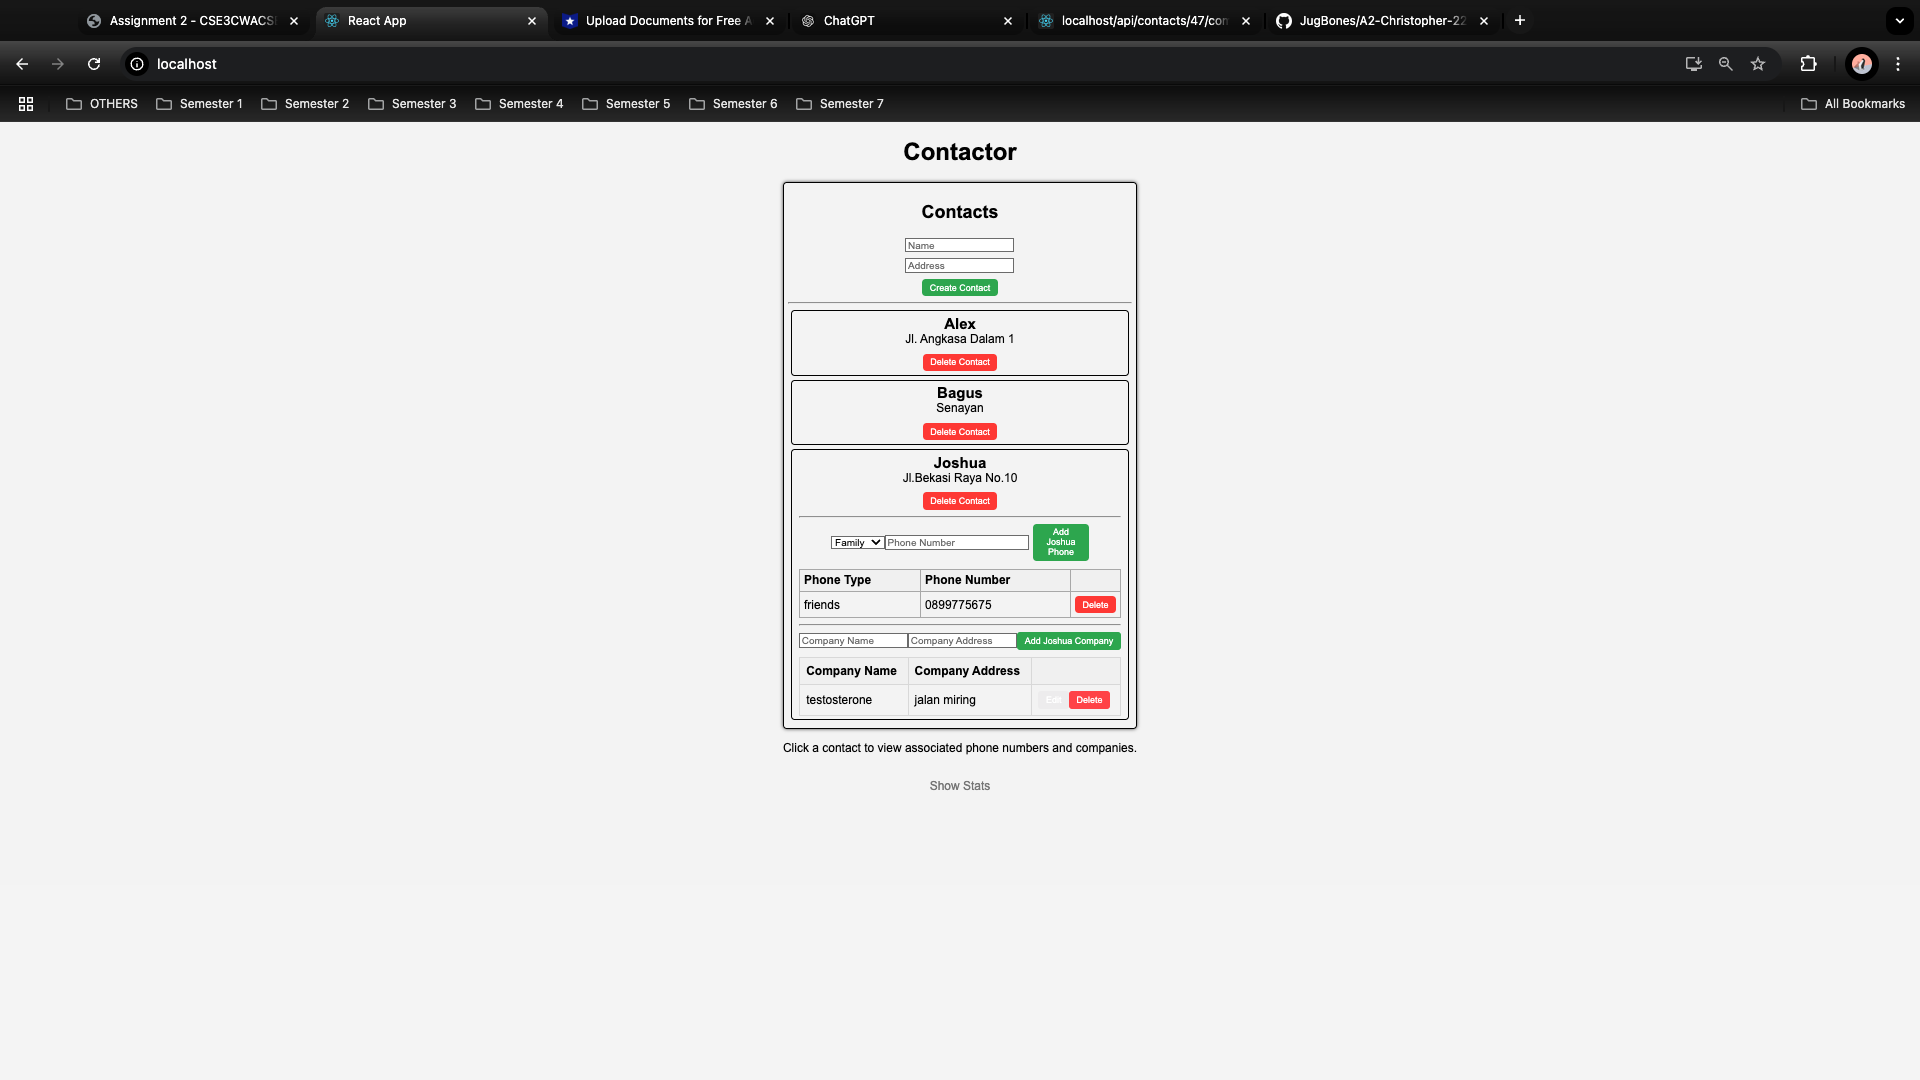 Assignment 2 - CSE3CWACS
React App
Upload Documents for Free A
ChatGPT
localhost/api/contacts/47/con
JugBones/A2-Christopher-22
localhost
OTHERS
Semester 1
Semester 2
Semester 3
Semester 4
Semester 5
Semester 6
Semester 7
All Bookmarks
Contactor
Contacts
Name
Address
Create Contact
Alex
Jl. Angkasa Dalam 1
Delete Contact
Bagus
Senayan
Delete Contact
Joshua
Jl.Bekasi Raya No.10
Delete Contact
Family
Phone Number
Add
Joshua
Phone
Phone Type
Phone Number
friends
0899775675
Delete
Company Name
Company Address
Add Joshua Company
Company Name
Company Address
testosterone
jalan miring
Edit
Delete
Click a contact to view associated phone numbers and companies.
Show Stats